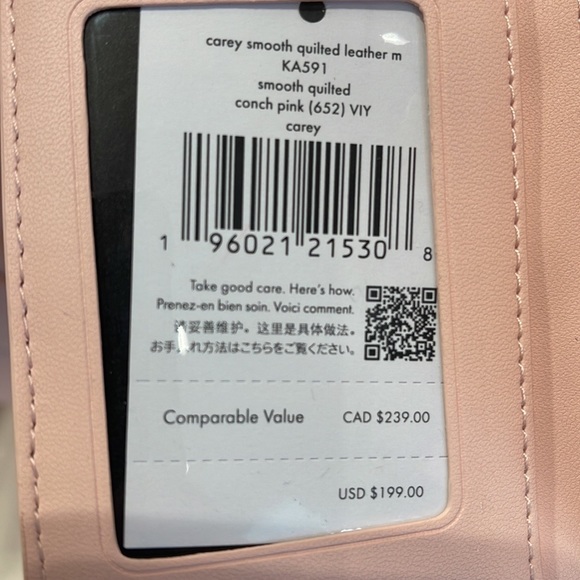 carey smooth quilted leather m
KA591
smooth quilted
conch pink (652) VIY
carey
1 96021 21530 8
Take good care. Here's how.
Prenez-en bien soin. Voici comment.
请妥善维护。这里是具体做法。
お手入れ方法はこちらをご覧ください。
Comparable Value CAD $239.00
USD $199.00